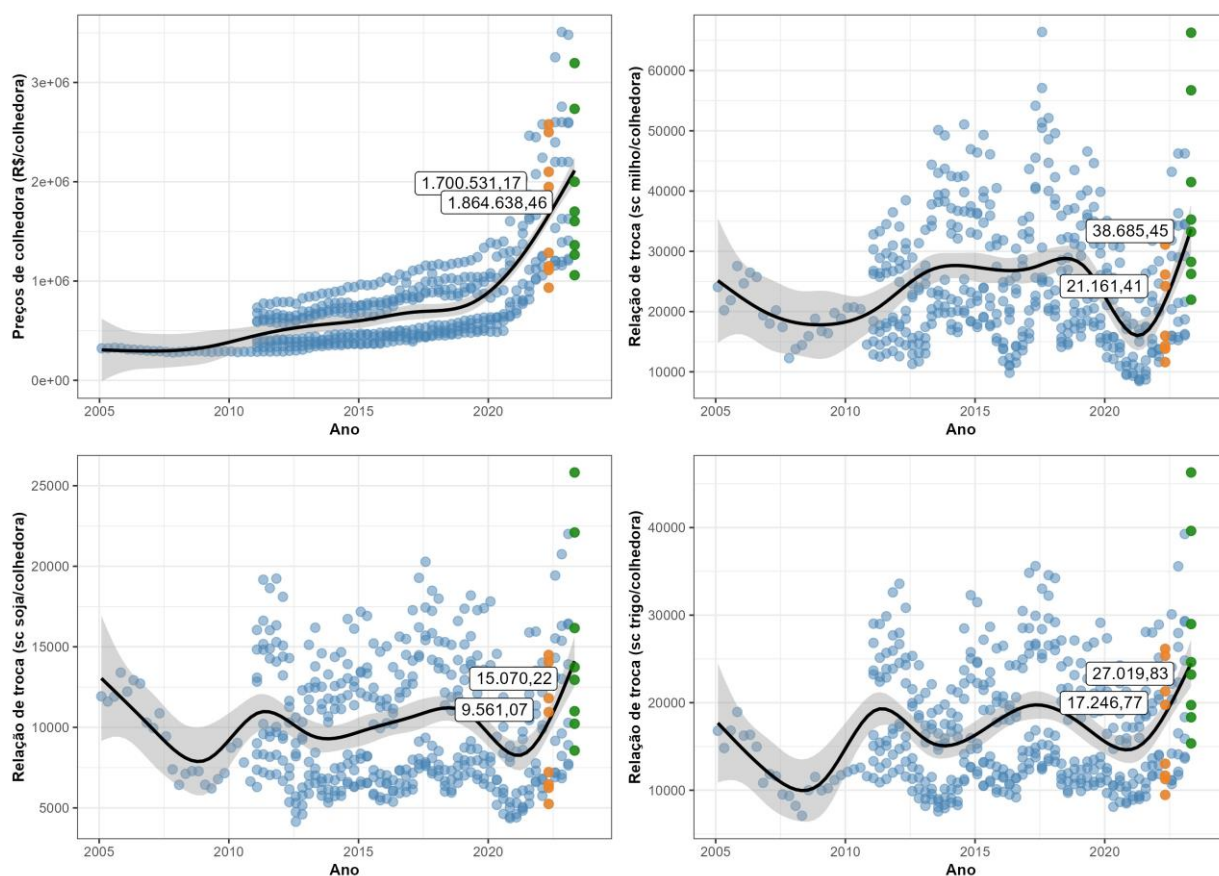 Preços de colhedora (R$/colhedora)
3e+06
2e+06
1e+06
0e+00
1.700.531,17
1.864.638,46
2005 2010 2015 2020
Ano
Relação de troca (sc milho/colhedora)
60000
50000
40000
30000
20000
10000
38.685,45
21.161,41
2005 2010 2015 2020
Ano
Relação de troca (sc soja/colhedora)
25000
20000
15000
10000
5000
15.070,22
9.561,07
2005 2010 2015 2020
Ano
Relação de troca (sc trigo/colhedora)
40000
30000
20000
10000
27.019,83
17.246,77
2005 2010 2015 2020
Ano